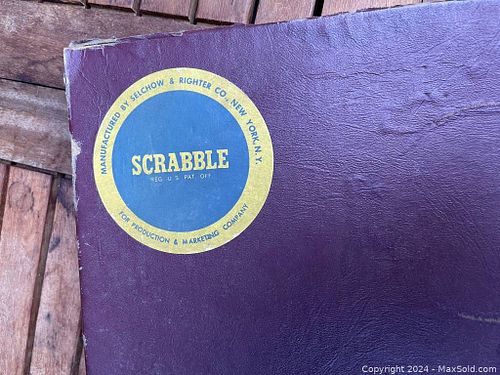 MANUFACTURED BY SELCHOW & RIGHTER CO., NEW YORK, N.Y.
SCRABBLE
REG. U.S. PAT. OFF.
FOR PRODUCTION & MARKETING COMPANY
Copyright 2024 - MaxSold.com